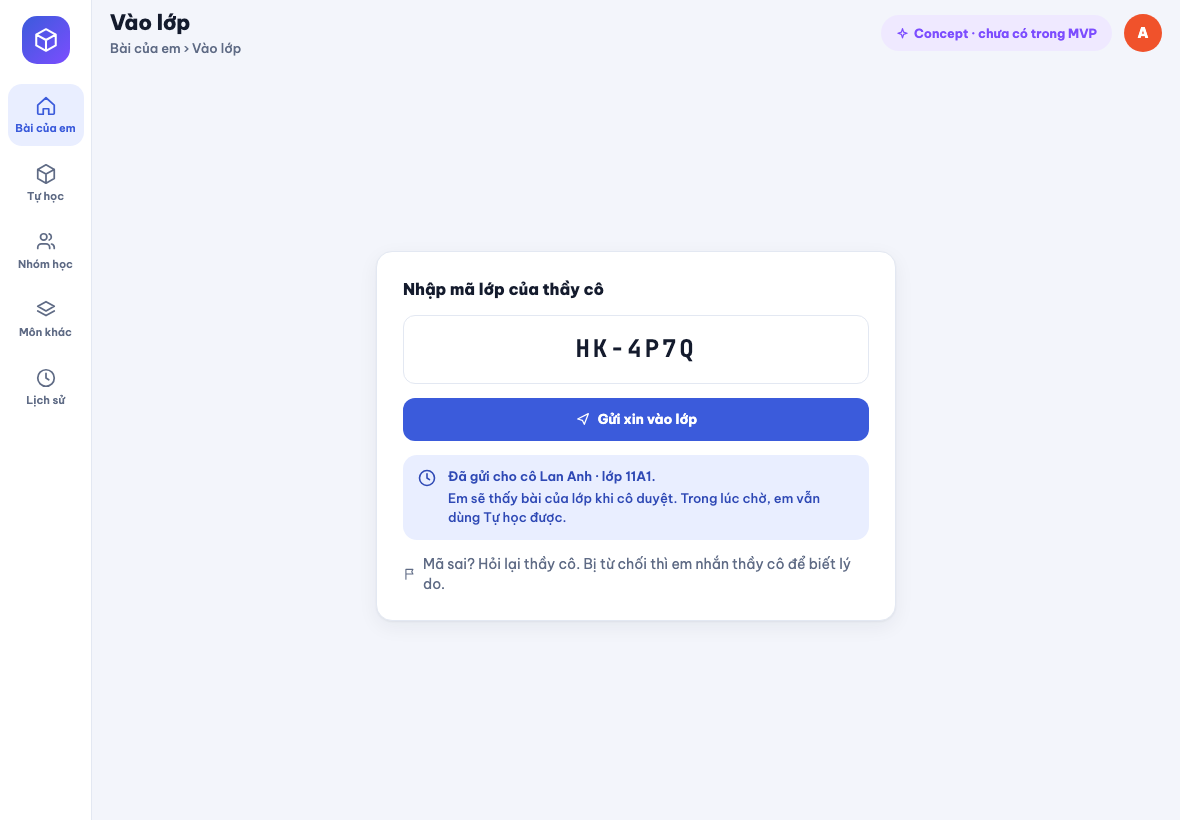 Vào lớp
Bài của em › Vào lớp
Concept · chưa có trong MVP
A
Bài của em
Tự học
Nhóm học
Môn khác
Lịch sử
Nhập mã lớp của thầy cô
HK-4P7Q
Gửi xin vào lớp
Đã gửi cho cô Lan Anh · lớp 11A1.
Em sẽ thấy bài của lớp khi cô duyệt. Trong lúc chờ, em vẫn
dùng Tự học được.
Mã sai? Hỏi lại thầy cô. Bị từ chối thì em nhắn thầy cô để biết lý
do.